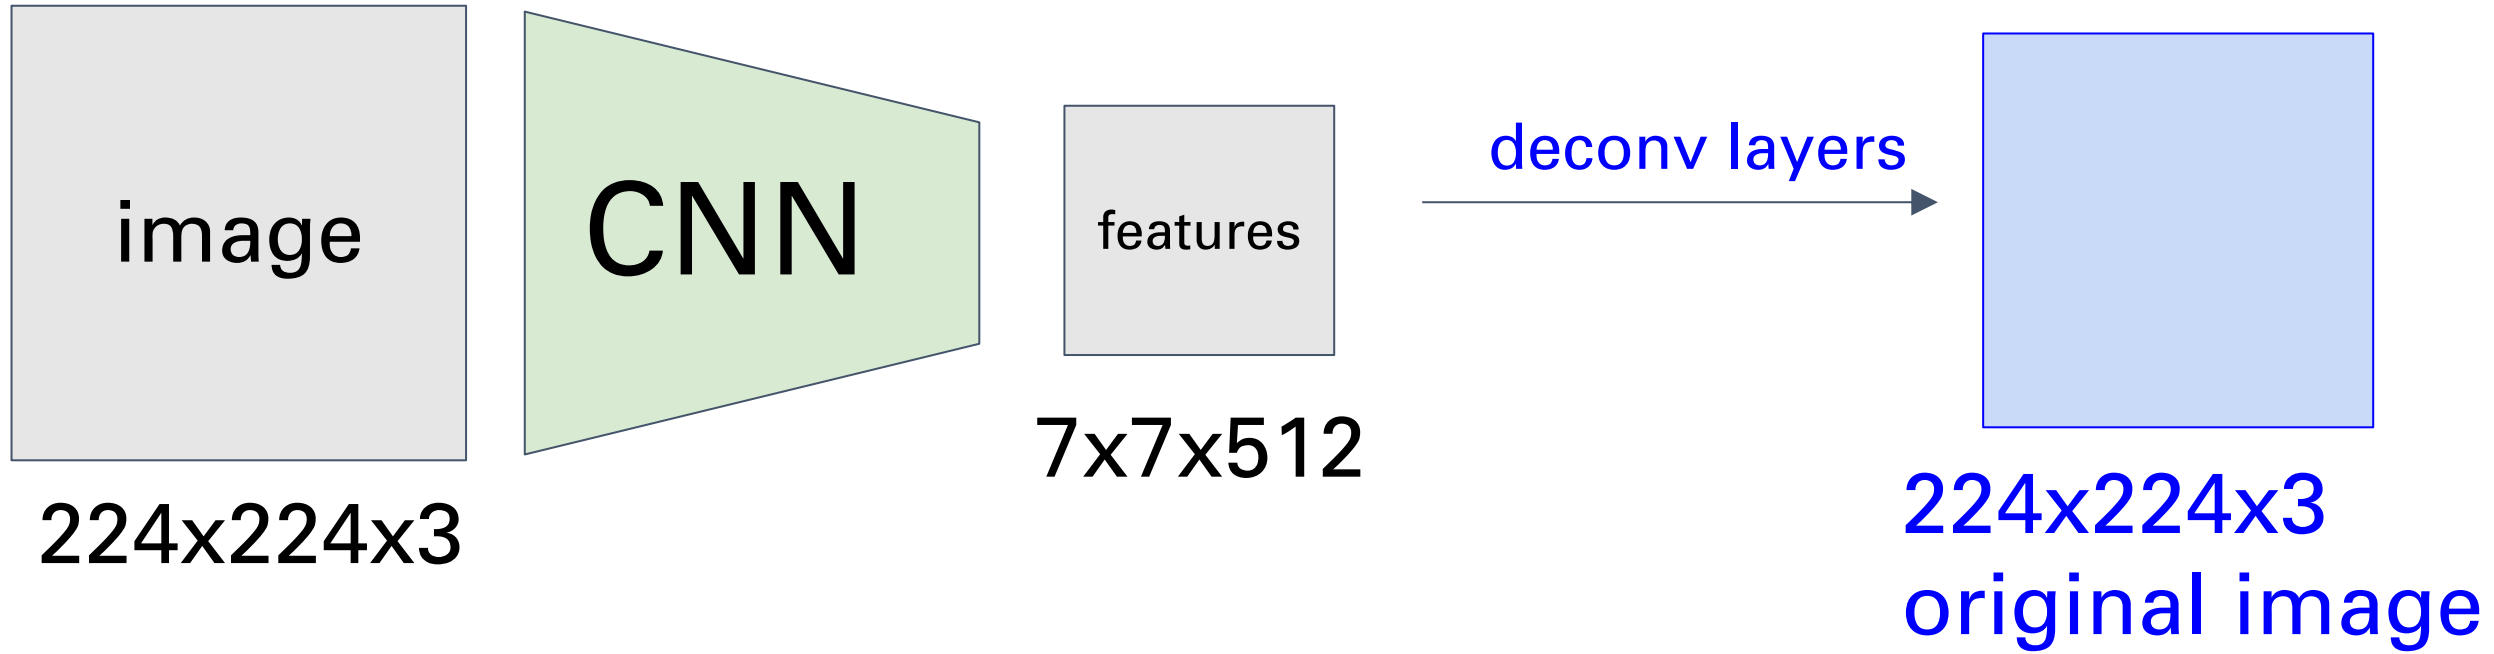 image
224x224x3
CNN
features
7x7x512
deconv layers
224x224x3
original image